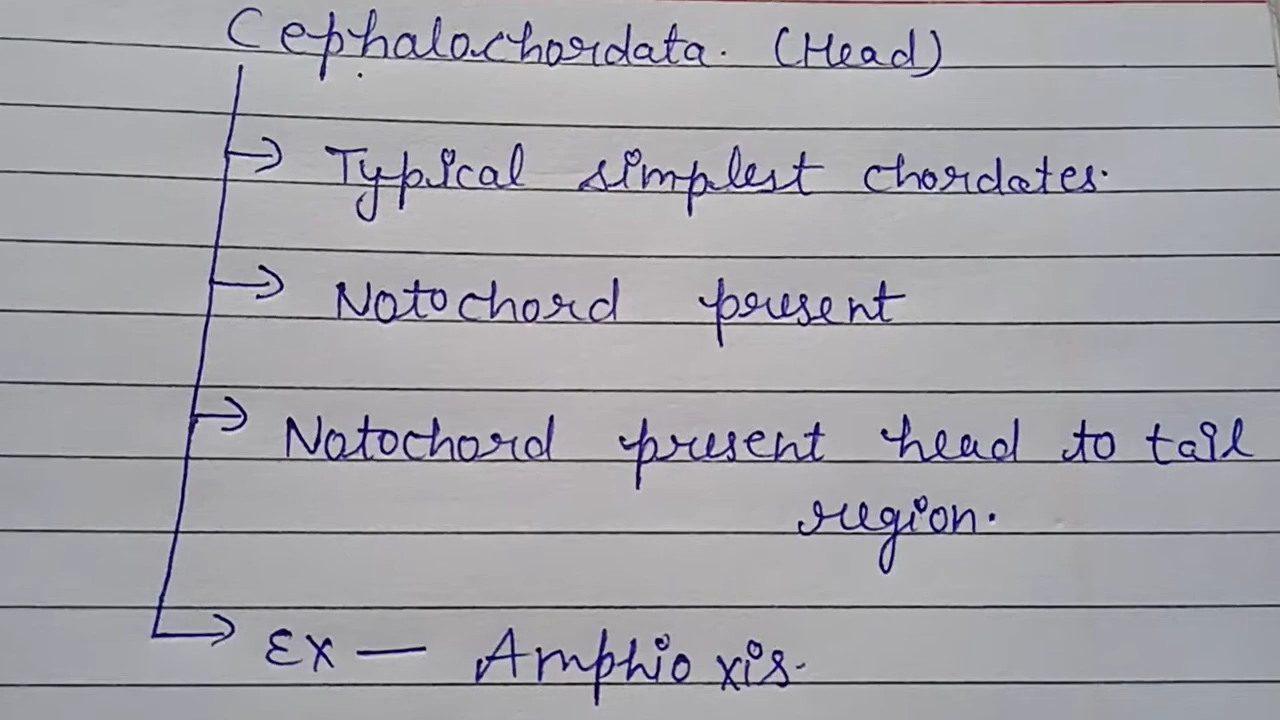 Cephalochordata. (Head)
→ Typical simplest chordates.
→ Notochord present
→ Notochord present head to tail
region.
→ Ex — Amphioxis.